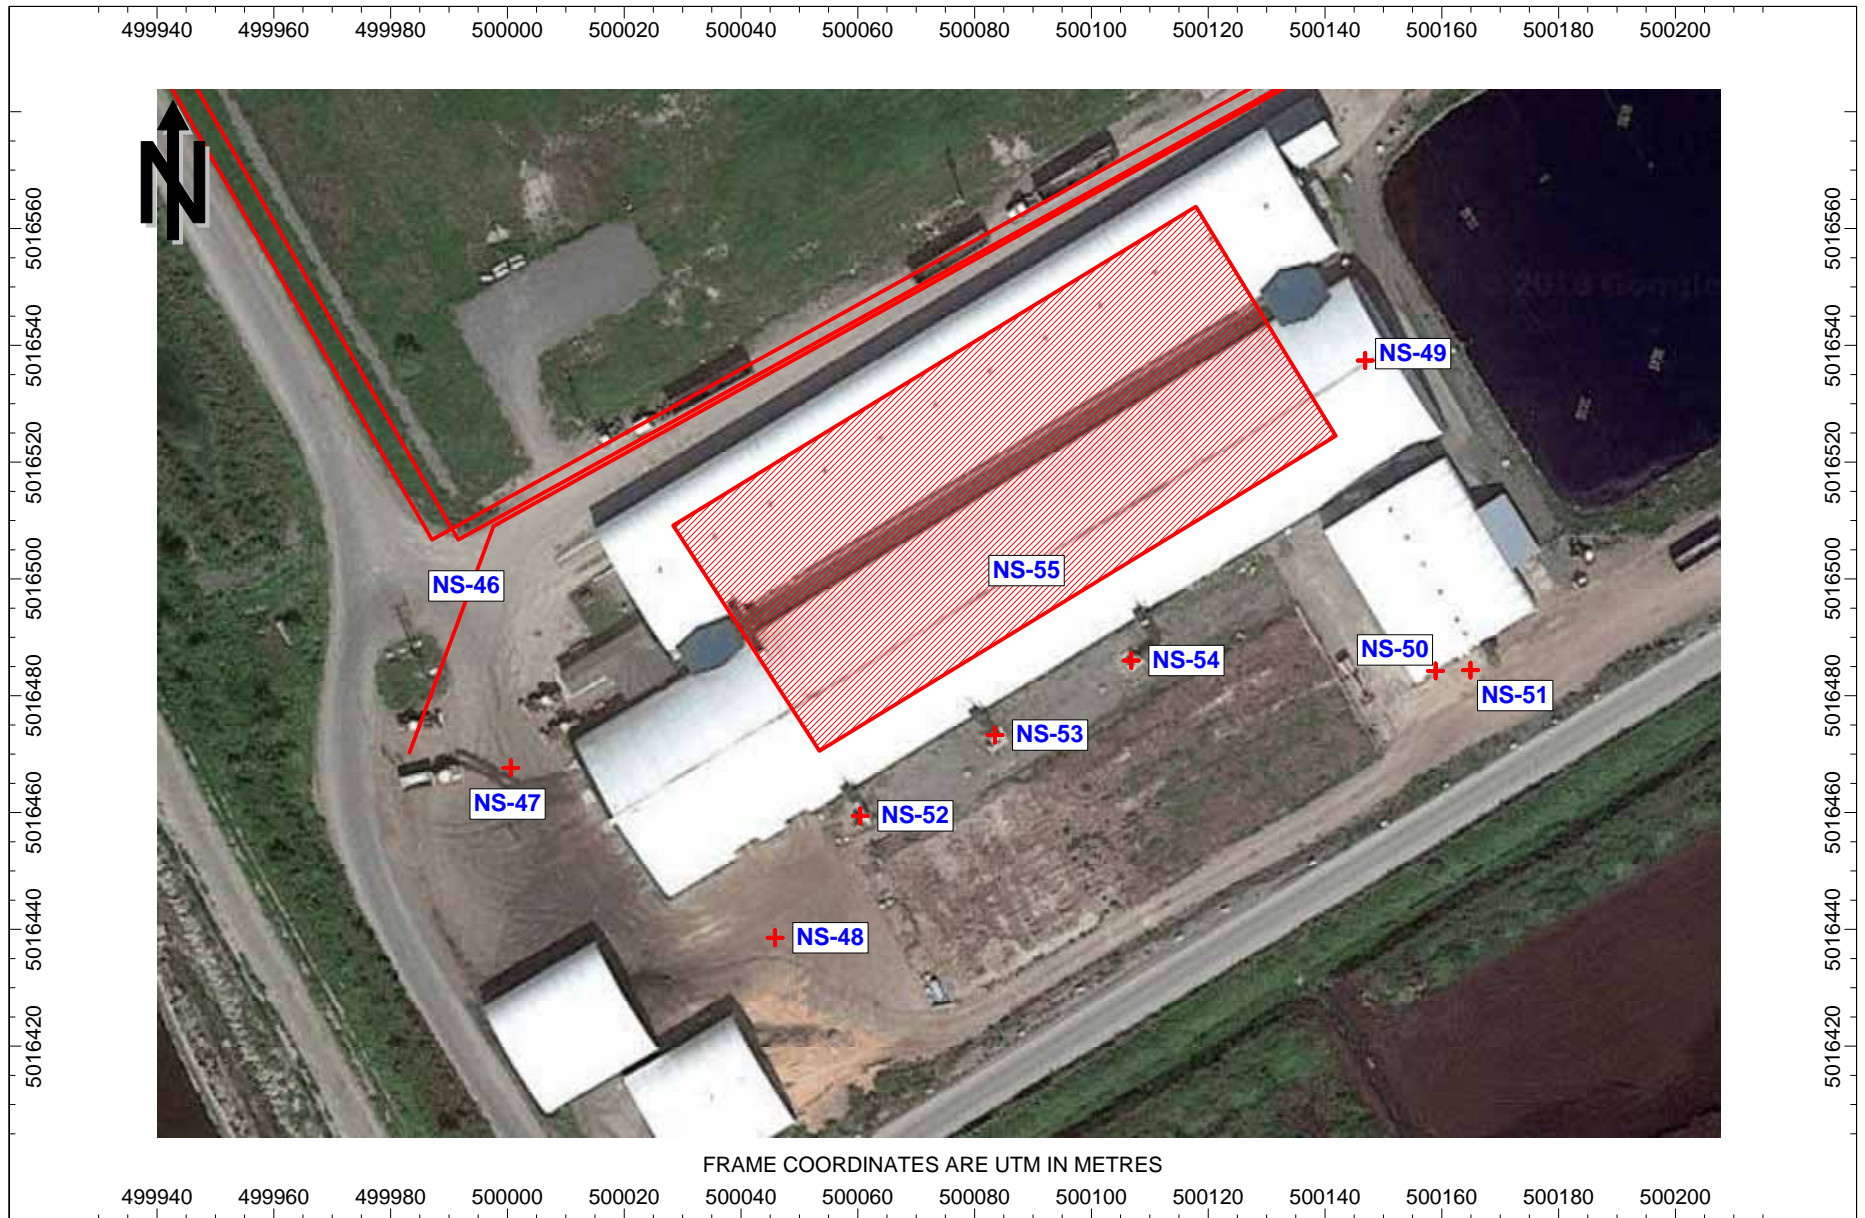 499940 499960 499980 500000 500020 500040 500060 500080 500100 500120 500140 500160 500180 500200
N
5016560 5016560
5016540 5016540
NS-49
5016520 5016520
5016500 5016500
NS-55
NS-46
NS-50
NS-54
5016480 5016480
NS-51
NS-53
NS-47
5016460 5016460
NS-52
5016440 5016440
NS-48
5016420 5016420
FRAME COORDINATES ARE UTM IN METRES
499940 499960 499980 500000 500020 500040 500060 500080 500100 500120 500140 500160 500180 500200